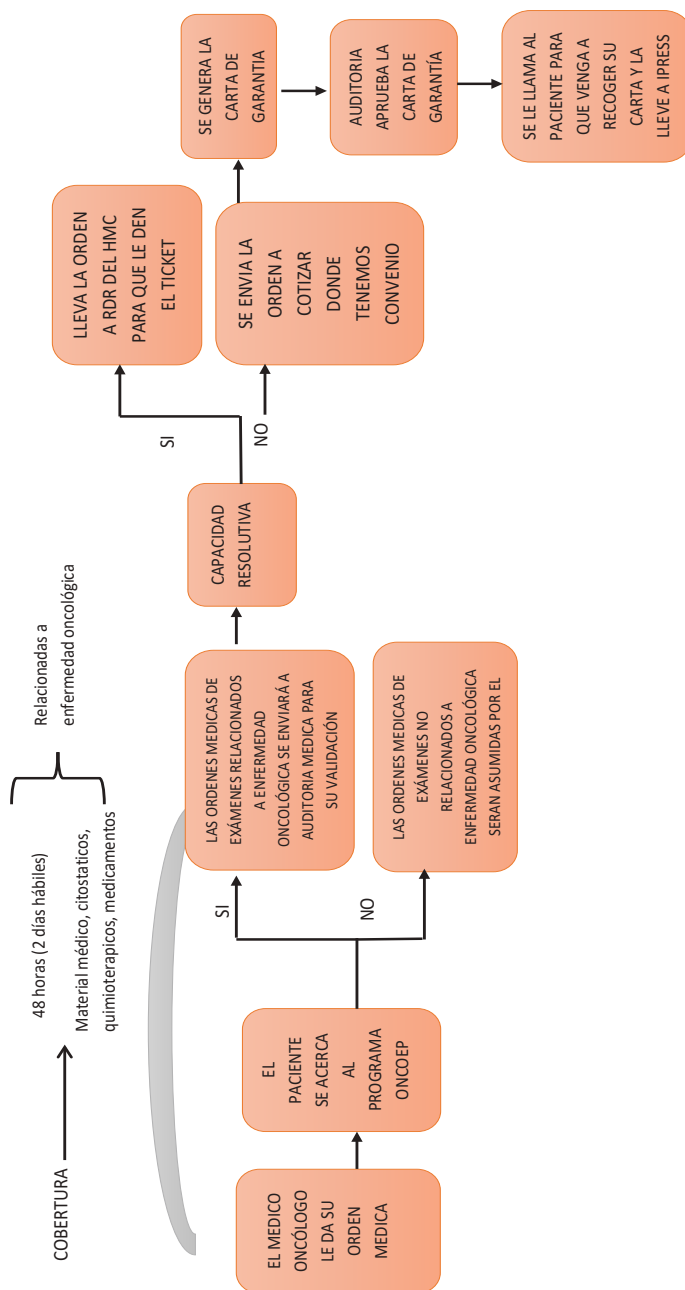 COBERTURA
48 horas (2 días hábiles)
Material médico, citostaticos,
quimioterapicos, medicamentos
Relacionadas a
enfermedad oncológica
EL MEDICO
ONCÓLOGO
LE DA SU
ORDEN
MEDICA
EL
PACIENTE
SE ACERCA
AL
PROGRAMA
ONCOEP
SI
NO
LAS ORDENES MEDICAS DE
EXÁMENES RELACIONADOS
A ENFERMEDAD
ONCOLÓGICA SE ENVIARÁ A
AUDITORIA MEDICA PARA
SU VALIDACIÓN
LAS ORDENES MEDICAS DE
EXÁMENES NO
RELACIONADOS A
ENFERMEDAD ONCOLÓGICA
SERAN ASUMIDAS POR EL
CAPACIDAD
RESOLUTIVA
SI
NO
LLEVA LA ORDEN
A RDR DEL HMC
PARA QUE LE DEN
EL TICKET
SE ENVIA LA
ORDEN A
COTIZAR
DONDE
TENEMOS
CONVENIO
SE GENERA LA
CARTA DE
GARANTIA
AUDITORIA
APRUEBA LA
CARTA DE
GARANTÍA
SE LE LLAMA AL
PACIENTE PARA
QUE VENGA A
RECOGER SU
CARTA Y LA
LLEVE A IPRESS